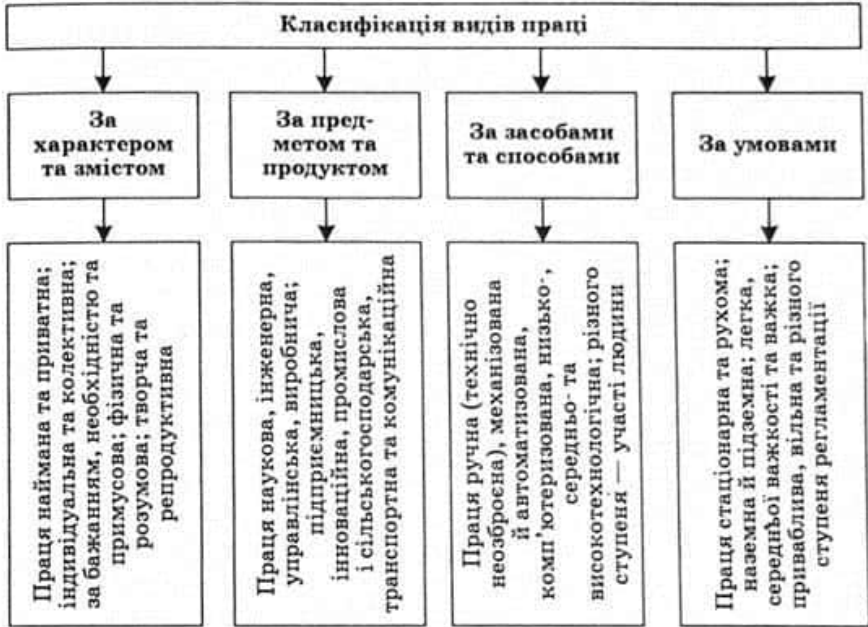 Класифікація видів праці
За
характером
та змістом
За пред-
метом та
продуктом
За засобами
та способами
За умовами
Праця наймана та приватна;
індивідуальна та колективна;
за бажанням, необхідністю та
примусова; фізична та
розумова; творча та
репродуктивна
Праця наукова, інженерна,
управлінська, виробнича;
підприємницька,
інноваційна, промислова
і сільськогосподарська,
транспортна та комунікаційна
Праця ручна (технічно
неозброєна), механізована
й автоматизована,
комп’ютеризована, низько-,
середньо- та
високотехнологічна; різного
ступеня — участі людини
Праця стаціонарна та рухома;
наземна й підземна; легка,
середньої важкості та важка;
приваблива, вільна та різного
ступеня регламентації